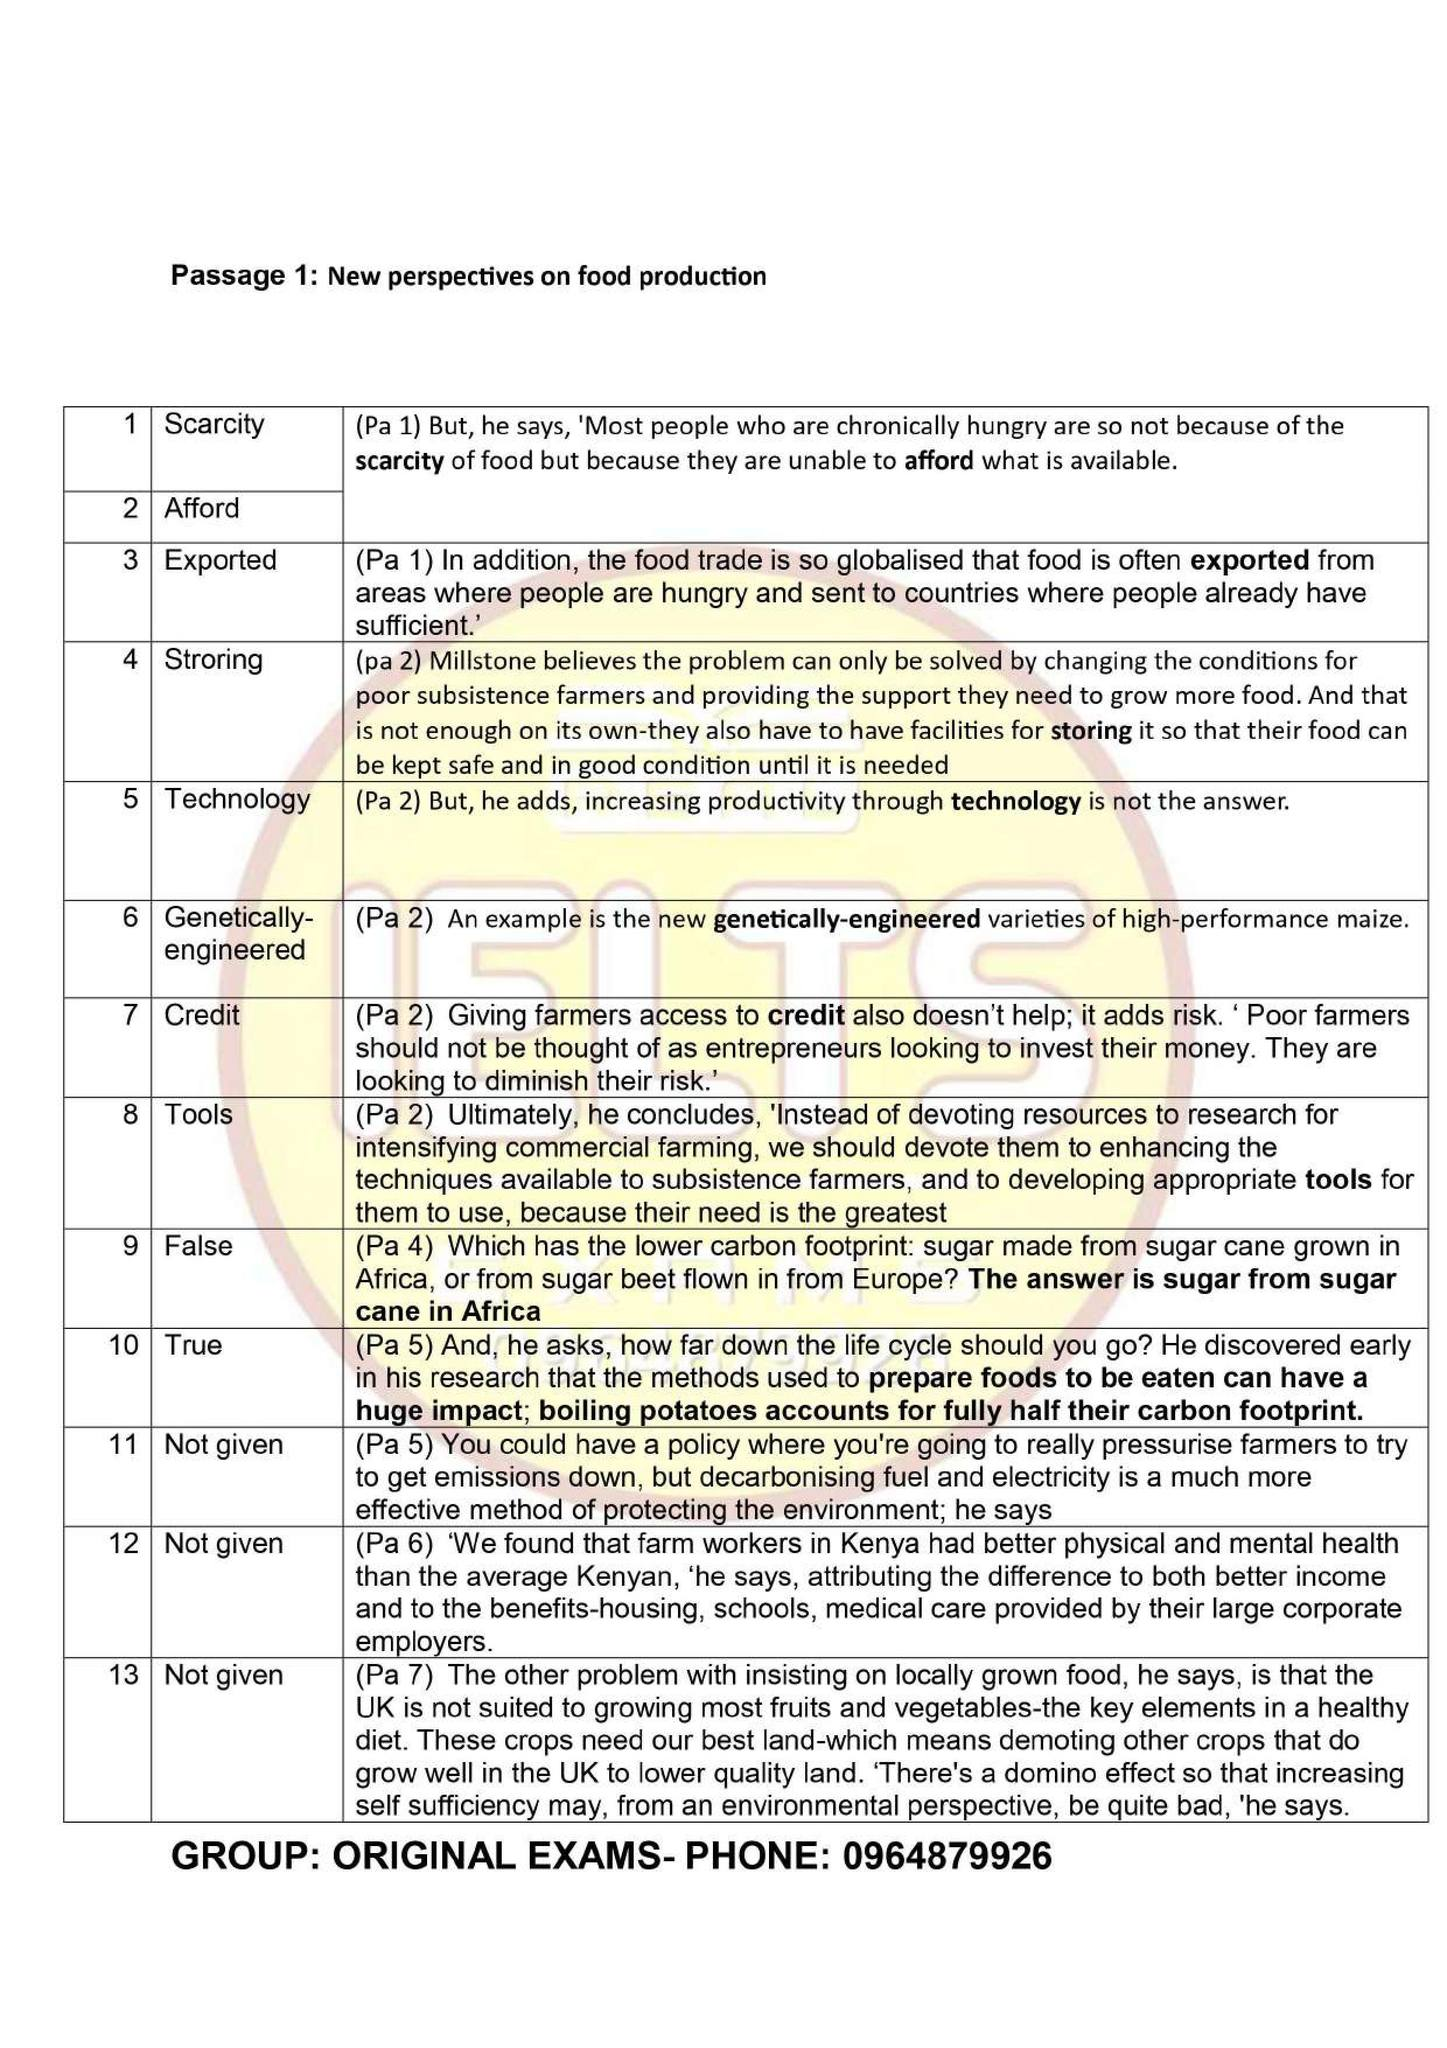 Passage 1: New perspectives on food production
1 Scarcity (Pa 1) But, he says, 'Most people who are chronically hungry are so not because of the
scarcity of food but because they are unable to afford what is available.
2 Afford
3 Exported (Pa 1) In addition, the food trade is so globalised that food is often exported from
areas where people are hungry and sent to countries where people already have
sufficient.’
4 Stroring (pa 2) Millstone believes the problem can only be solved by changing the conditions for
poor subsistence farmers and providing the support they need to grow more food. And that
is not enough on its own-they also have to have facilities for storing it so that their food can
be kept safe and in good condition until it is needed
5 Technology (Pa 2) But, he adds, increasing productivity through technology is not the answer.
6 Genetically- (Pa 2) An example is the new genetically-engineered varieties of high-performance maize.
engineered
7 Credit (Pa 2) Giving farmers access to credit also doesn’t help; it adds risk. ‘ Poor farmers
should not be thought of as entrepreneurs looking to invest their money. They are
looking to diminish their risk.’
8 Tools (Pa 2) Ultimately, he concludes, 'Instead of devoting resources to research for
intensifying commercial farming, we should devote them to enhancing the
techniques available to subsistence farmers, and to developing appropriate tools for
them to use, because their need is the greatest
9 False (Pa 4) Which has the lower carbon footprint: sugar made from sugar cane grown in
Africa, or from sugar beet flown in from Europe? The answer is sugar from sugar
cane in Africa
10 True (Pa 5) And, he asks, how far down the life cycle should you go? He discovered early
in his research that the methods used to prepare foods to be eaten can have a
huge impact; boiling potatoes accounts for fully half their carbon footprint.
11 Not given (Pa 5) You could have a policy where you're going to really pressurise farmers to try
to get emissions down, but decarbonising fuel and electricity is a much more
effective method of protecting the environment; he says
12 Not given (Pa 6) ‘We found that farm workers in Kenya had better physical and mental health
than the average Kenyan, ‘he says, attributing the difference to both better income
and to the benefits-housing, schools, medical care provided by their large corporate
employers.
13 Not given (Pa 7) The other problem with insisting on locally grown food, he says, is that the
UK is not suited to growing most fruits and vegetables-the key elements in a healthy
diet. These crops need our best land-which means demoting other crops that do
grow well in the UK to lower quality land. ‘There's a domino effect so that increasing
self sufficiency may, from an environmental perspective, be quite bad, 'he says.
IELTS
EXAMS
0964879926
GROUP: ORIGINAL EXAMS- PHONE: 0964879926